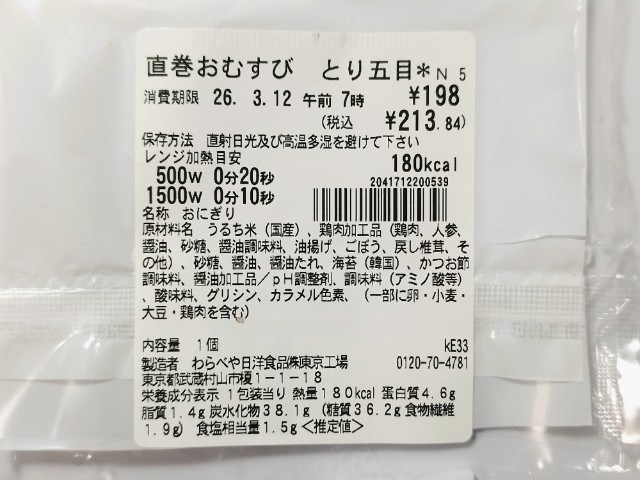 直巻おむすび　とり五目＊Ｎ ５
消費期限 26. 3.12 午前 7時 ¥198
(税込 ¥213.84)
保存方法　直射日光及び高温多湿を避けて下さい
レンジ加熱目安 180kcal
500W 0分20秒
1500W 0分10秒
2041712200539
名称　おにぎり
原材料名　うるち米（国産）、鶏肉加工品（鶏肉、人参、
醤油、砂糖、醤油調味料、油揚げ、ごぼう、戻し椎茸、そ
の他）、砂糖、醤油、醤油たれ、海苔（韓国）、かつお節
調味料、醤油加工品／ｐＨ調整剤、調味料（アミノ酸等）
、酸味料、グリシン、カラメル色素、（一部に卵・小麦・
大豆・鶏肉を含む）
内容量　１個 kE33
製造者　わらべや日洋食品㈱東京工場 0120-70-4781
東京都武蔵村山市榎１－１－１８
栄養成分表示　１包装当り　熱量１８０kcal 蛋白質４.６g
脂質１.４g 炭水化物３８.１g（糖質３６.２g 食物繊維
１.９g）　食塩相当量１.５g＜推定値＞